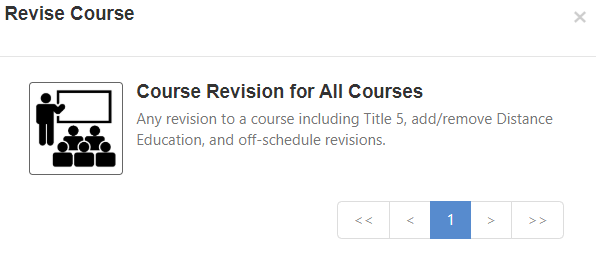 Revise Course
×
Course Revision for All Courses
Any revision to a course including Title 5, add/remove Distance
Education, and off-schedule revisions.
<< < 1 > >>